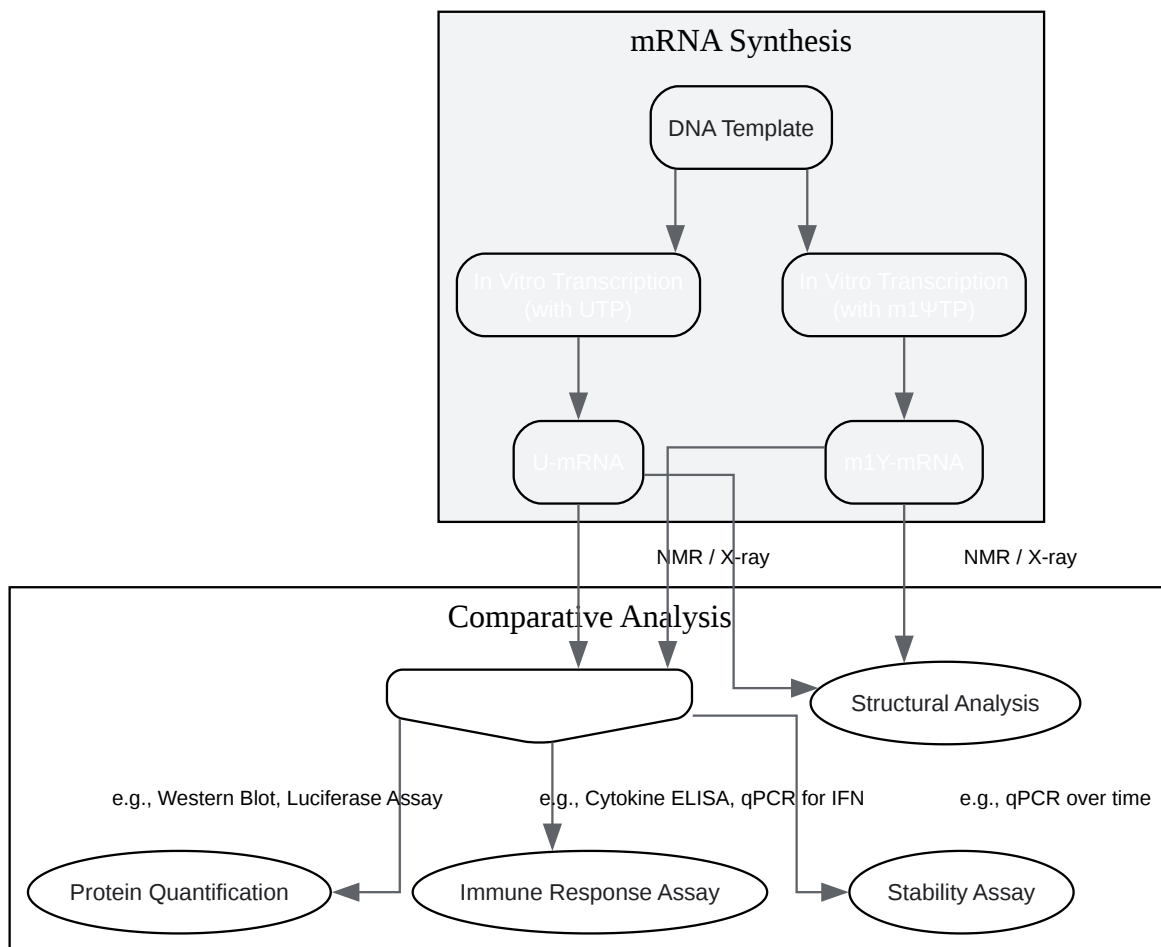 mRNA Synthesis
DNA Template
In Vitro Transcription
(with UTP)
In Vitro Transcription
(with m1ΨTP)
U-mRNA
m1Y-mRNA
NMR / X-ray
NMR / X-ray
Comparative Analysis
Structural Analysis
e.g., Western Blot, Luciferase Assay
e.g., Cytokine ELISA, qPCR for IFN
e.g., qPCR over time
Protein Quantification
Immune Response Assay
Stability Assay